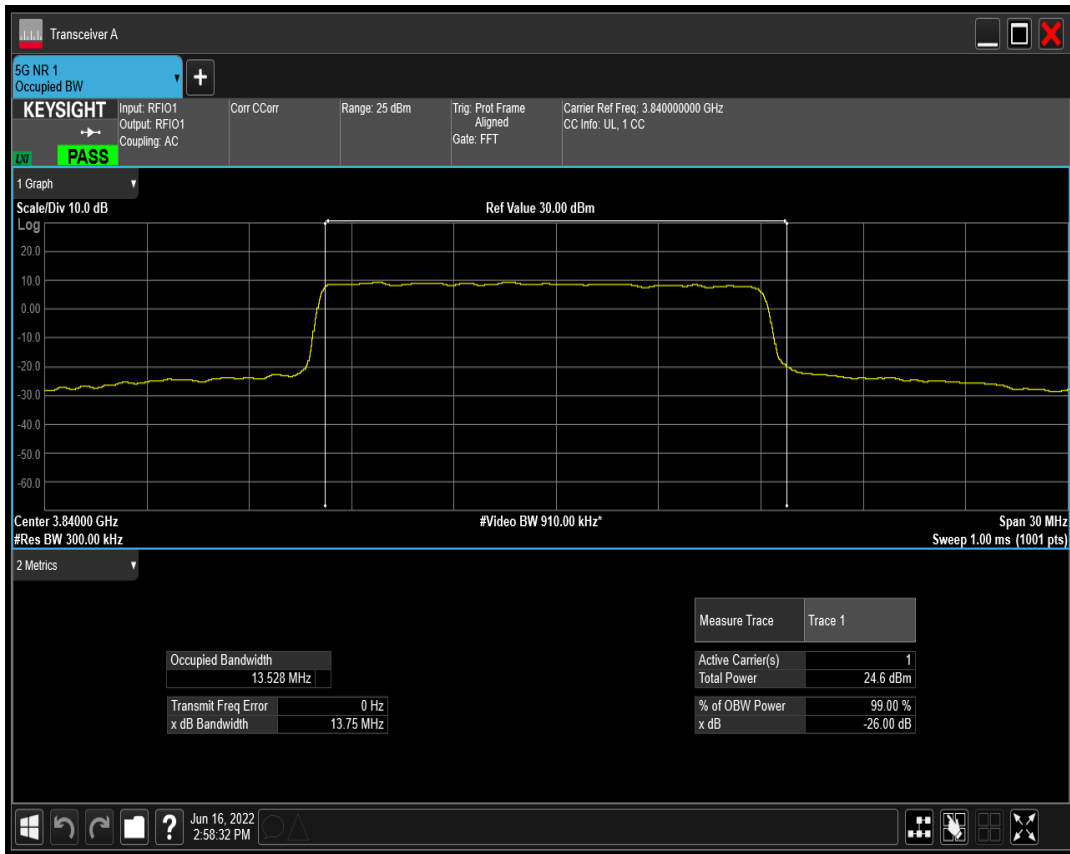 Transceiver A
5G NR 1
Occupied BW
+
KEYSIGHT
LXI
PASS
Input: RFIO1
Output: RFIO1
Coupling: AC
Corr CCorr
Range: 25 dBm
Trig: Prot Frame
Aligned
Gate: FFT
Carrier Ref Freq: 3.840000000 GHz
CC Info: UL, 1 CC
1 Graph
Scale/Div 10.0 dB
Ref Value 30.00 dBm
Log
20.0
10.0
0.00
-10.0
-20.0
-30.0
-40.0
-50.0
-60.0
Center 3.84000 GHz
#Video BW 910.00 kHz*
Span 30 MHz
#Res BW 300.00 kHz
Sweep 1.00 ms (1001 pts)
2 Metrics
Measure Trace Trace 1
Occupied Bandwidth
13.528 MHz
Active Carrier(s) 1
Total Power 24.6 dBm
Transmit Freq Error 0 Hz
x dB Bandwidth 13.75 MHz
% of OBW Power 99.00 %
x dB -26.00 dB
?
Jun 16, 2022
2:58:32 PM